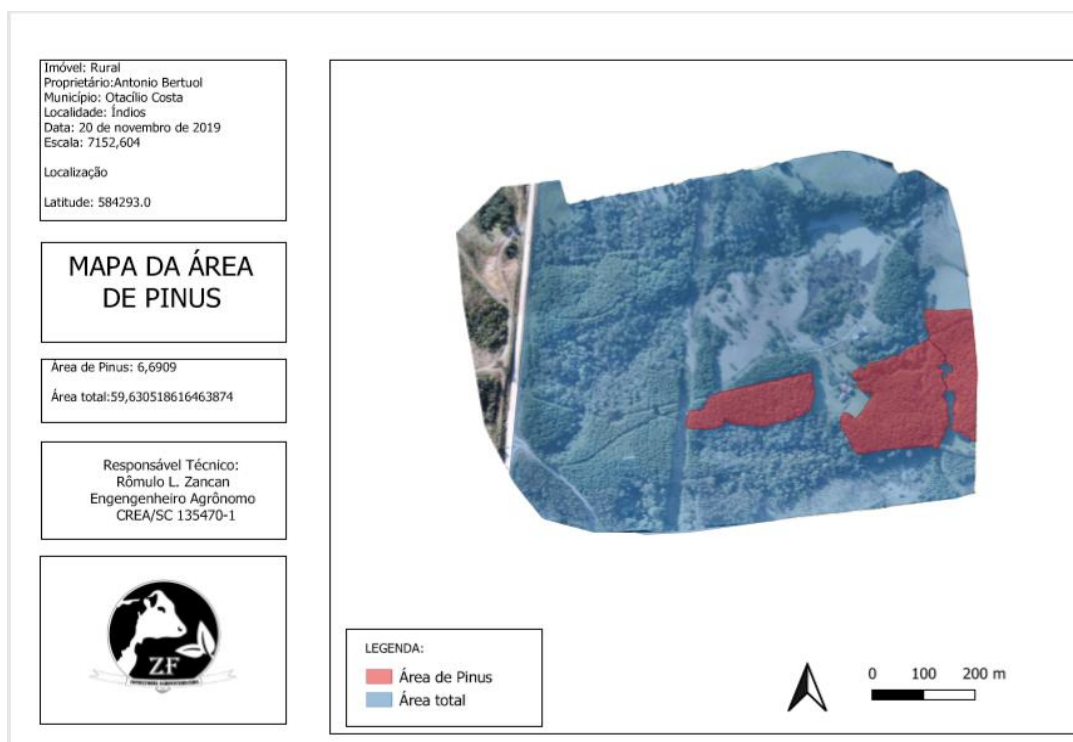 Imóvel: Rural
Proprietário:Antonio Bertuol
Município: Otacílio Costa
Localidade: Índios
Data: 20 de novembro de 2019
Escala: 7152,604
Localização
Latitude: 584293.0
MAPA DA ÁREA
DE PINUS
Área de Pinus: 6,6909
Área total:59,630518616463874
Responsável Técnico:
Rômulo L. Zancan
Engengenheiro Agrônomo
CREA/SC 135470-1
ZF
LEGENDA:
Área de Pinus
Área total
0 100 200 m